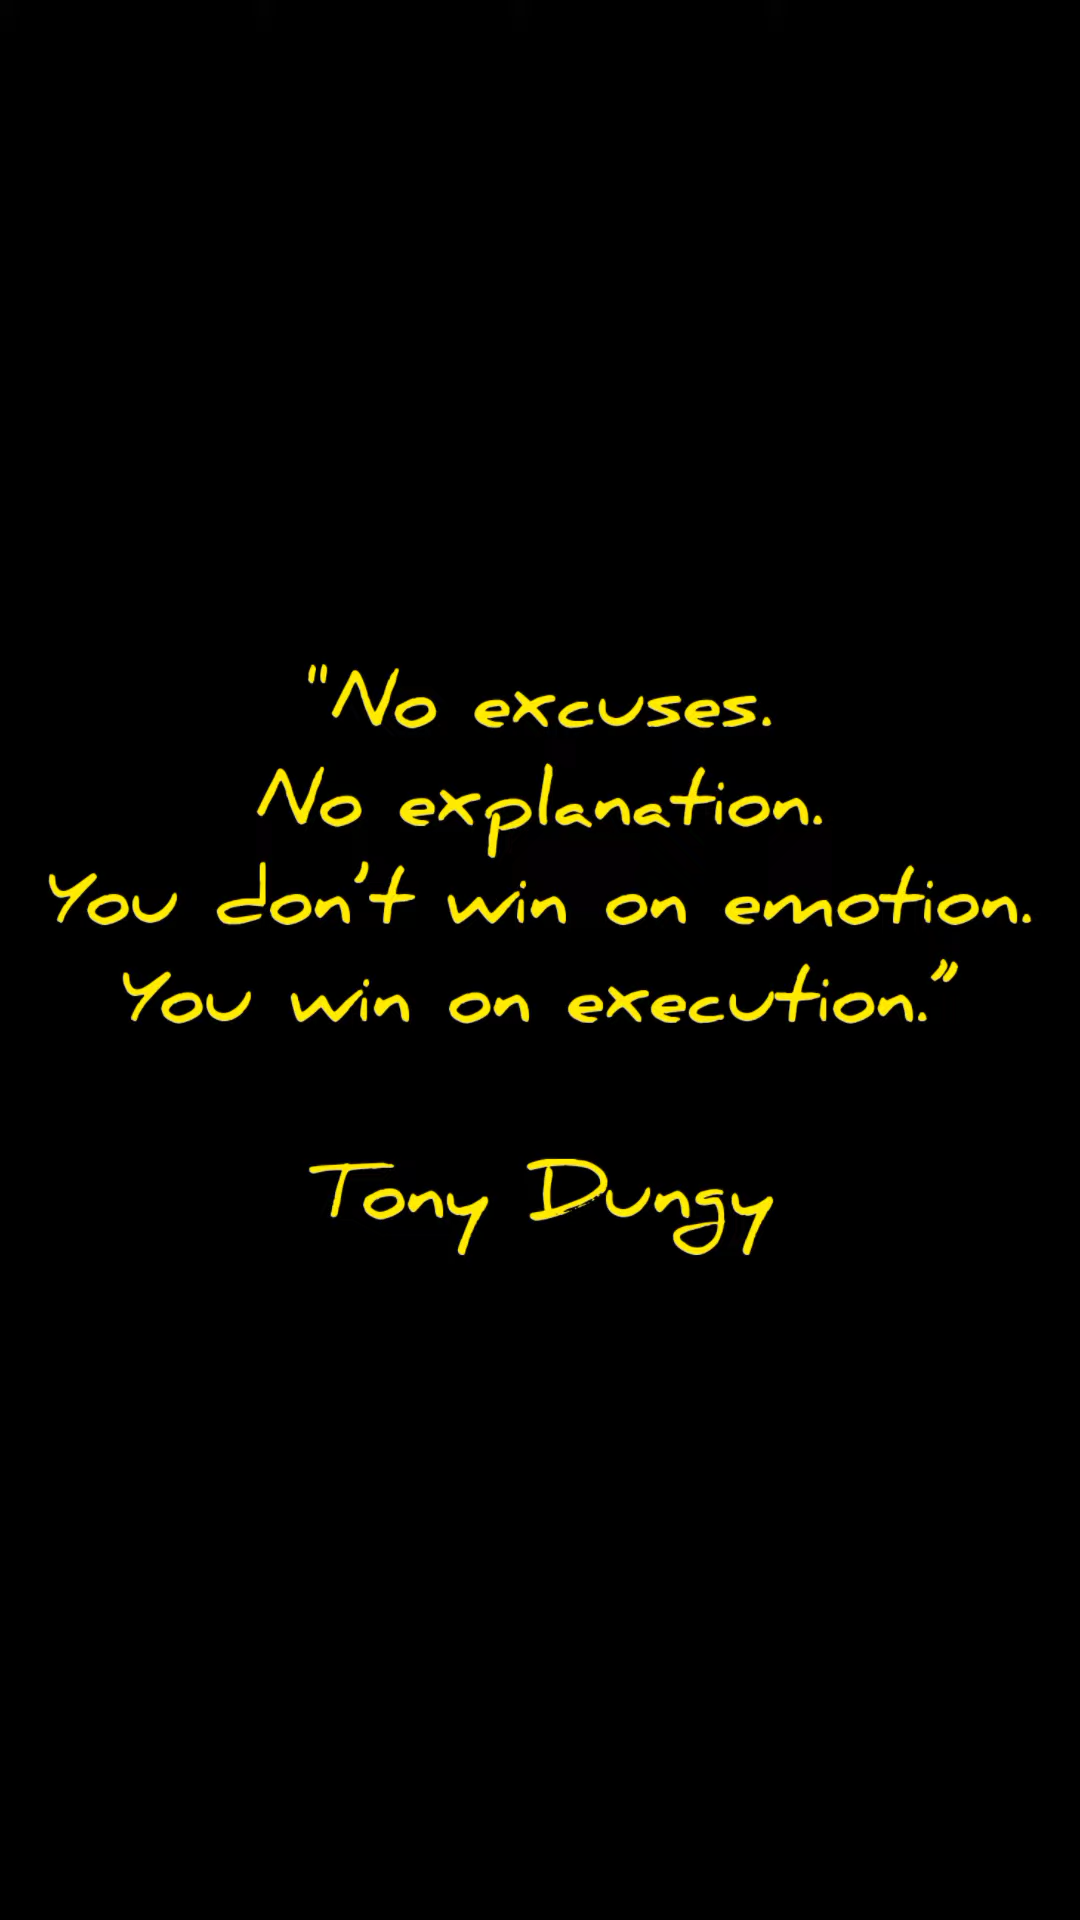 "No excuses.
No explanation.
You don't win on emotion.
You win on execution."
Tony Dungy